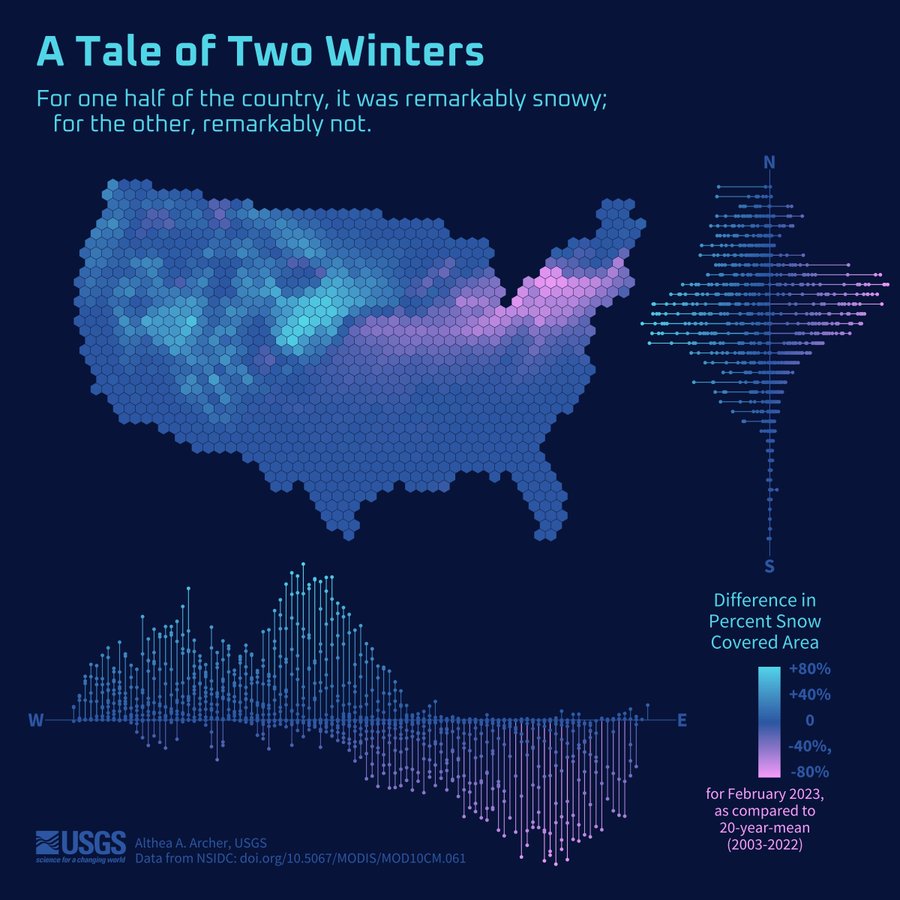 A Tale of Two Winters
For one half of the country, it was remarkably snowy;
for the other, remarkably not.
N
S
W
E
Difference in
Percent Snow
Covered Area
+80%
+40%
0
-40%,
-80%
for February 2023,
as compared to
20-year-mean
(2003-2022)
USGS
science for a changing world
Althea A. Archer, USGS
Data from NSIDC: doi.org/10.5067/MODIS/MOD10CM.061